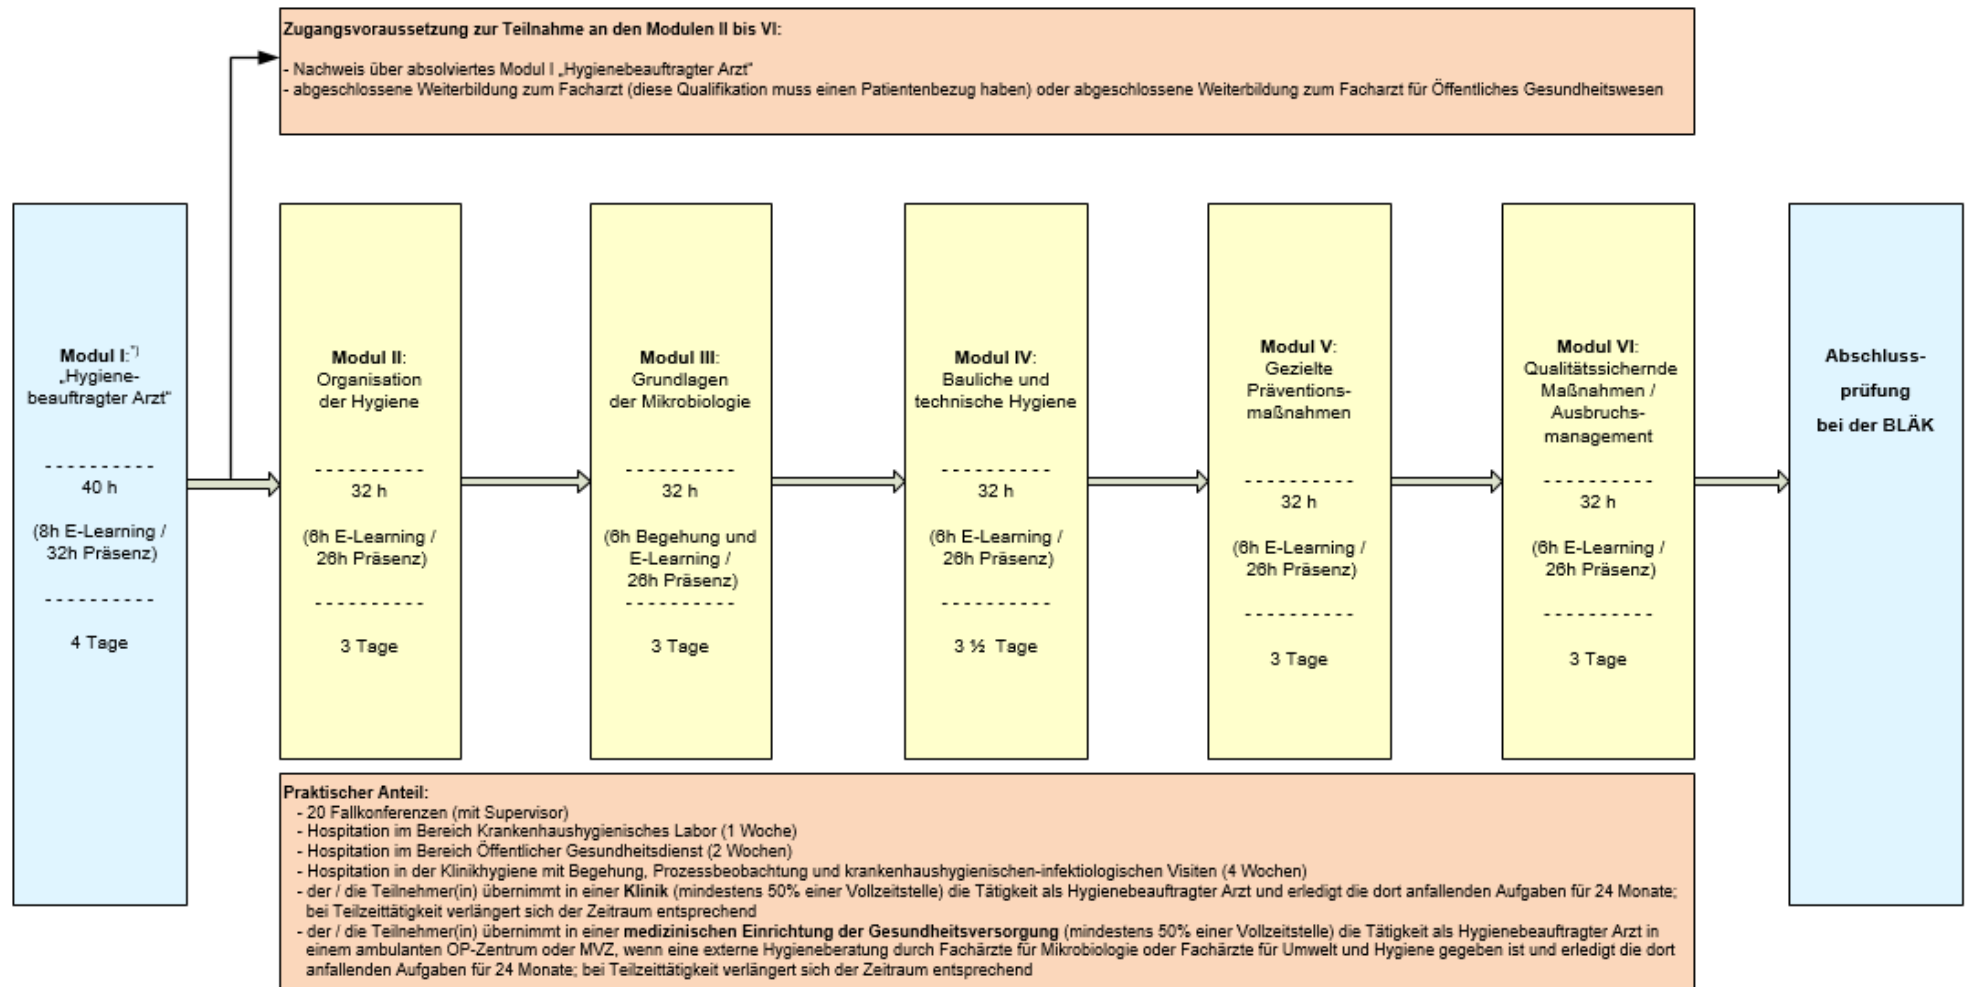 Zugangsvoraussetzung zur Teilnahme an den Modulen II bis VI:
- Nachweis über absolviertes Modul I „Hygienebeauftragter Arzt"
- abgeschlossene Weiterbildung zum Facharzt (diese Qualifikation muss einen Patientenbezug haben) oder abgeschlossene Weiterbildung zum Facharzt für Öffentliches Gesundheitswesen
Modul I:*)
„Hygiene-
beauftragter Arzt"
- - - - - - - - - -
40 h
(8h E-Learning /
32h Präsenz)
- - - - - - - - - -
4 Tage
Modul II:
Organisation
der Hygiene
- - - - - - - - - -
32 h
(6h E-Learning /
26h Präsenz)
- - - - - - - - - -
3 Tage
Modul III:
Grundlagen
der Mikrobiologie
- - - - - - - - - -
32 h
(6h Begehung und
E-Learning /
26h Präsenz)
- - - - - - - - - -
3 Tage
Modul IV:
Bauliche und
technische Hygiene
- - - - - - - - - -
32 h
(6h E-Learning /
26h Präsenz)
- - - - - - - - - -
3 ½ Tage
Modul V:
Gezielte
Präventions-
maßnahmen
- - - - - - - - - -
32 h
(6h E-Learning /
26h Präsenz)
- - - - - - - - - -
3 Tage
Modul VI:
Qualitätssichernde
Maßnahmen /
Ausbruchs-
management
- - - - - - - - - -
32 h
(6h E-Learning /
26h Präsenz)
- - - - - - - - - -
3 Tage
Abschluss-
prüfung
bei der BLÄK
Praktischer Anteil:
- 20 Fallkonferenzen (mit Supervisor)
- Hospitation im Bereich Krankenhaushygienisches Labor (1 Woche)
- Hospitation im Bereich Öffentlicher Gesundheitsdienst (2 Wochen)
- Hospitation in der Klinikhygiene mit Begehung, Prozessbeobachtung und krankenhaushygienischen-infektiologischen Visiten (4 Wochen)
- der / die Teilnehmer(in) übernimmt in einer Klinik (mindestens 50% einer Vollzeitstelle) die Tätigkeit als Hygienebeauftragter Arzt und erledigt die dort anfallenden Aufgaben für 24 Monate;
bei Teilzeittätigkeit verlängert sich der Zeitraum entsprechend
- der / die Teilnehmer(in) übernimmt in einer medizinischen Einrichtung der Gesundheitsversorgung (mindestens 50% einer Vollzeitstelle) die Tätigkeit als Hygienebeauftragter Arzt in
einem ambulanten OP-Zentrum oder MVZ, wenn eine externe Hygieneberatung durch Fachärzte für Mikrobiologie oder Fachärzte für Umwelt und Hygiene gegeben ist und erledigt die dort
anfallenden Aufgaben für 24 Monate; bei Teilzeittätigkeit verlängert sich der Zeitraum entsprechend